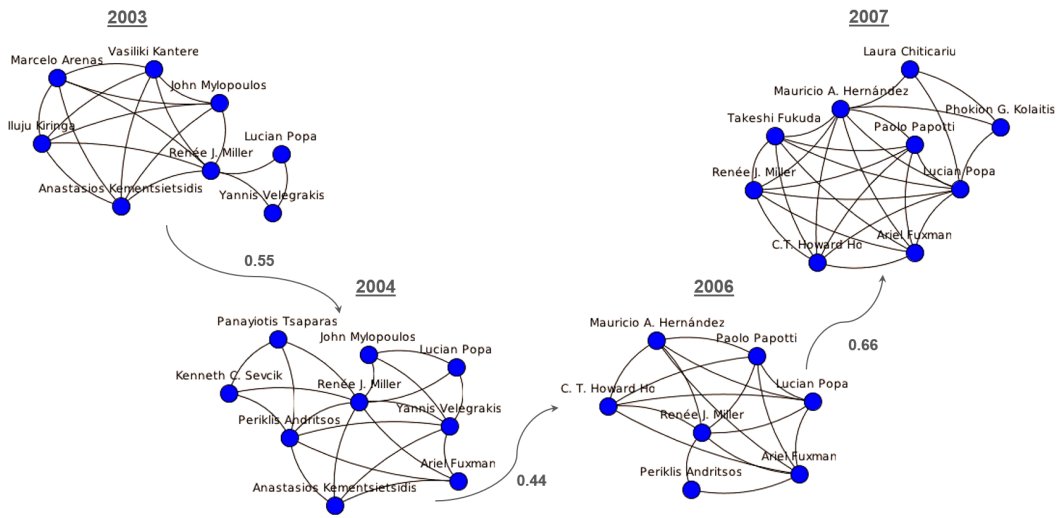 2003
Vasiliki Kantere
Marcelo Arenas
John Mylopoulos
Iluju Kiringa
Lucian Popa
Renée J. Miller
Anastasios Kementsietsidis
Yannis Velegrakis
0.55
2004
Panayiotis Tsaparas
John Mylopoulos
Lucian Popa
Kenneth C. Sevcik
Renée J. Miller
Yannis Velegrakis
Periklis Andritsos
Ariel Fuxman
Anastasios Kementsietsidis
0.44
2006
Mauricio A. Hernández
Paolo Papotti
C. T. Howard Ho
Lucian Popa
Renée J. Miller
Ariel Fuxman
Periklis Andritsos
0.66
2007
Laura Chiticariu
Mauricio A. Hernández
Phokion G. Kolaitis
Takeshi Fukuda
Paolo Papotti
Renée J. Miller
Lucian Popa
Ariel Fuxman
C.T. Howard Ho